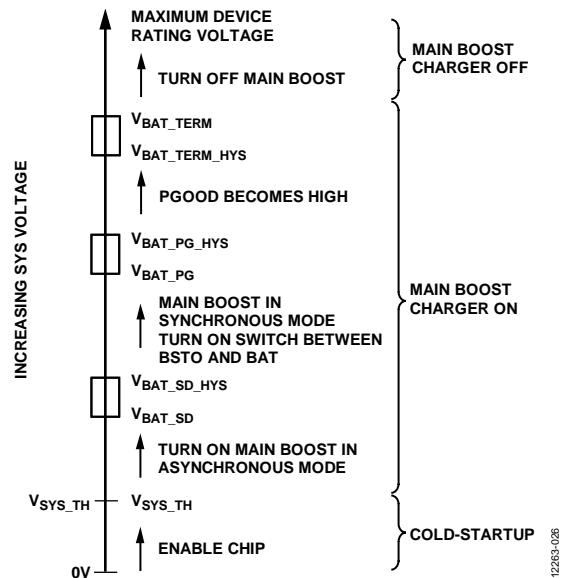 MAXIMUM DEVICE
RATING VOLTAGE
TURN OFF MAIN BOOST
MAIN BOOST
CHARGER OFF
VBAT_TERM
VBAT_TERM_HYS
PGOOD BECOMES HIGH
VBAT_PG_HYS
VBAT_PG
MAIN BOOST IN
SYNCHRONOUS MODE
TURN ON SWITCH BETWEEN
BSTO AND BAT
MAIN BOOST
CHARGER ON
VBAT_SD_HYS
VBAT_SD
TURN ON MAIN BOOST IN
ASYNCHRONOUS MODE
VSYS_TH
VSYS_TH
ENABLE CHIP
COLD-STARTUP
0V
INCREASING SYS VOLTAGE
12263-026